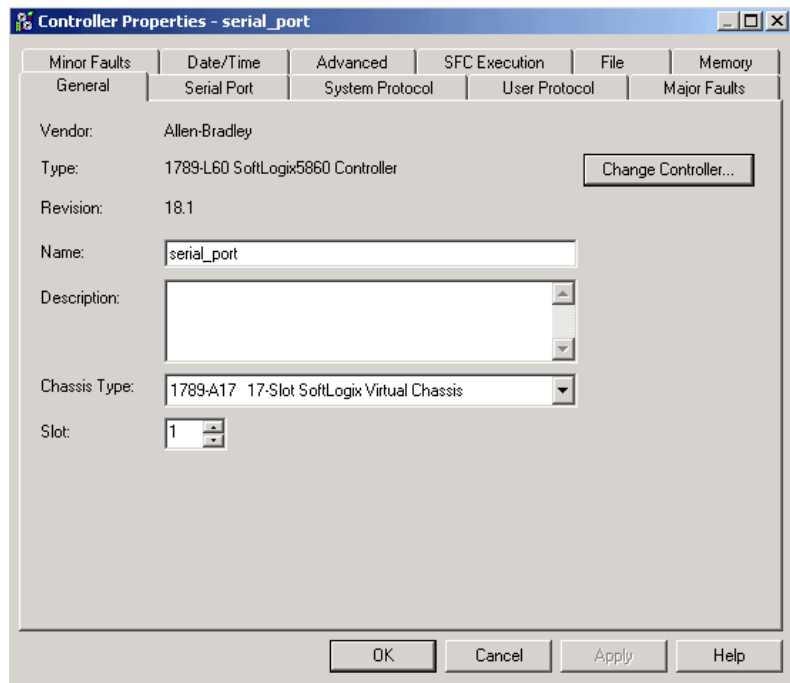 Controller Properties - serial_port
Minor Faults Date/Time Advanced SFC Execution File Memory
General Serial Port System Protocol User Protocol Major Faults
Vendor: Allen-Bradley
Type: 1789-L60 SoftLogix5860 Controller Change Controller...
Revision: 18.1
Name: serial_port
Description:
Chassis Type: 1789-A17 17-Slot SoftLogix Virtual Chassis
Slot: 1
OK Cancel Apply Help